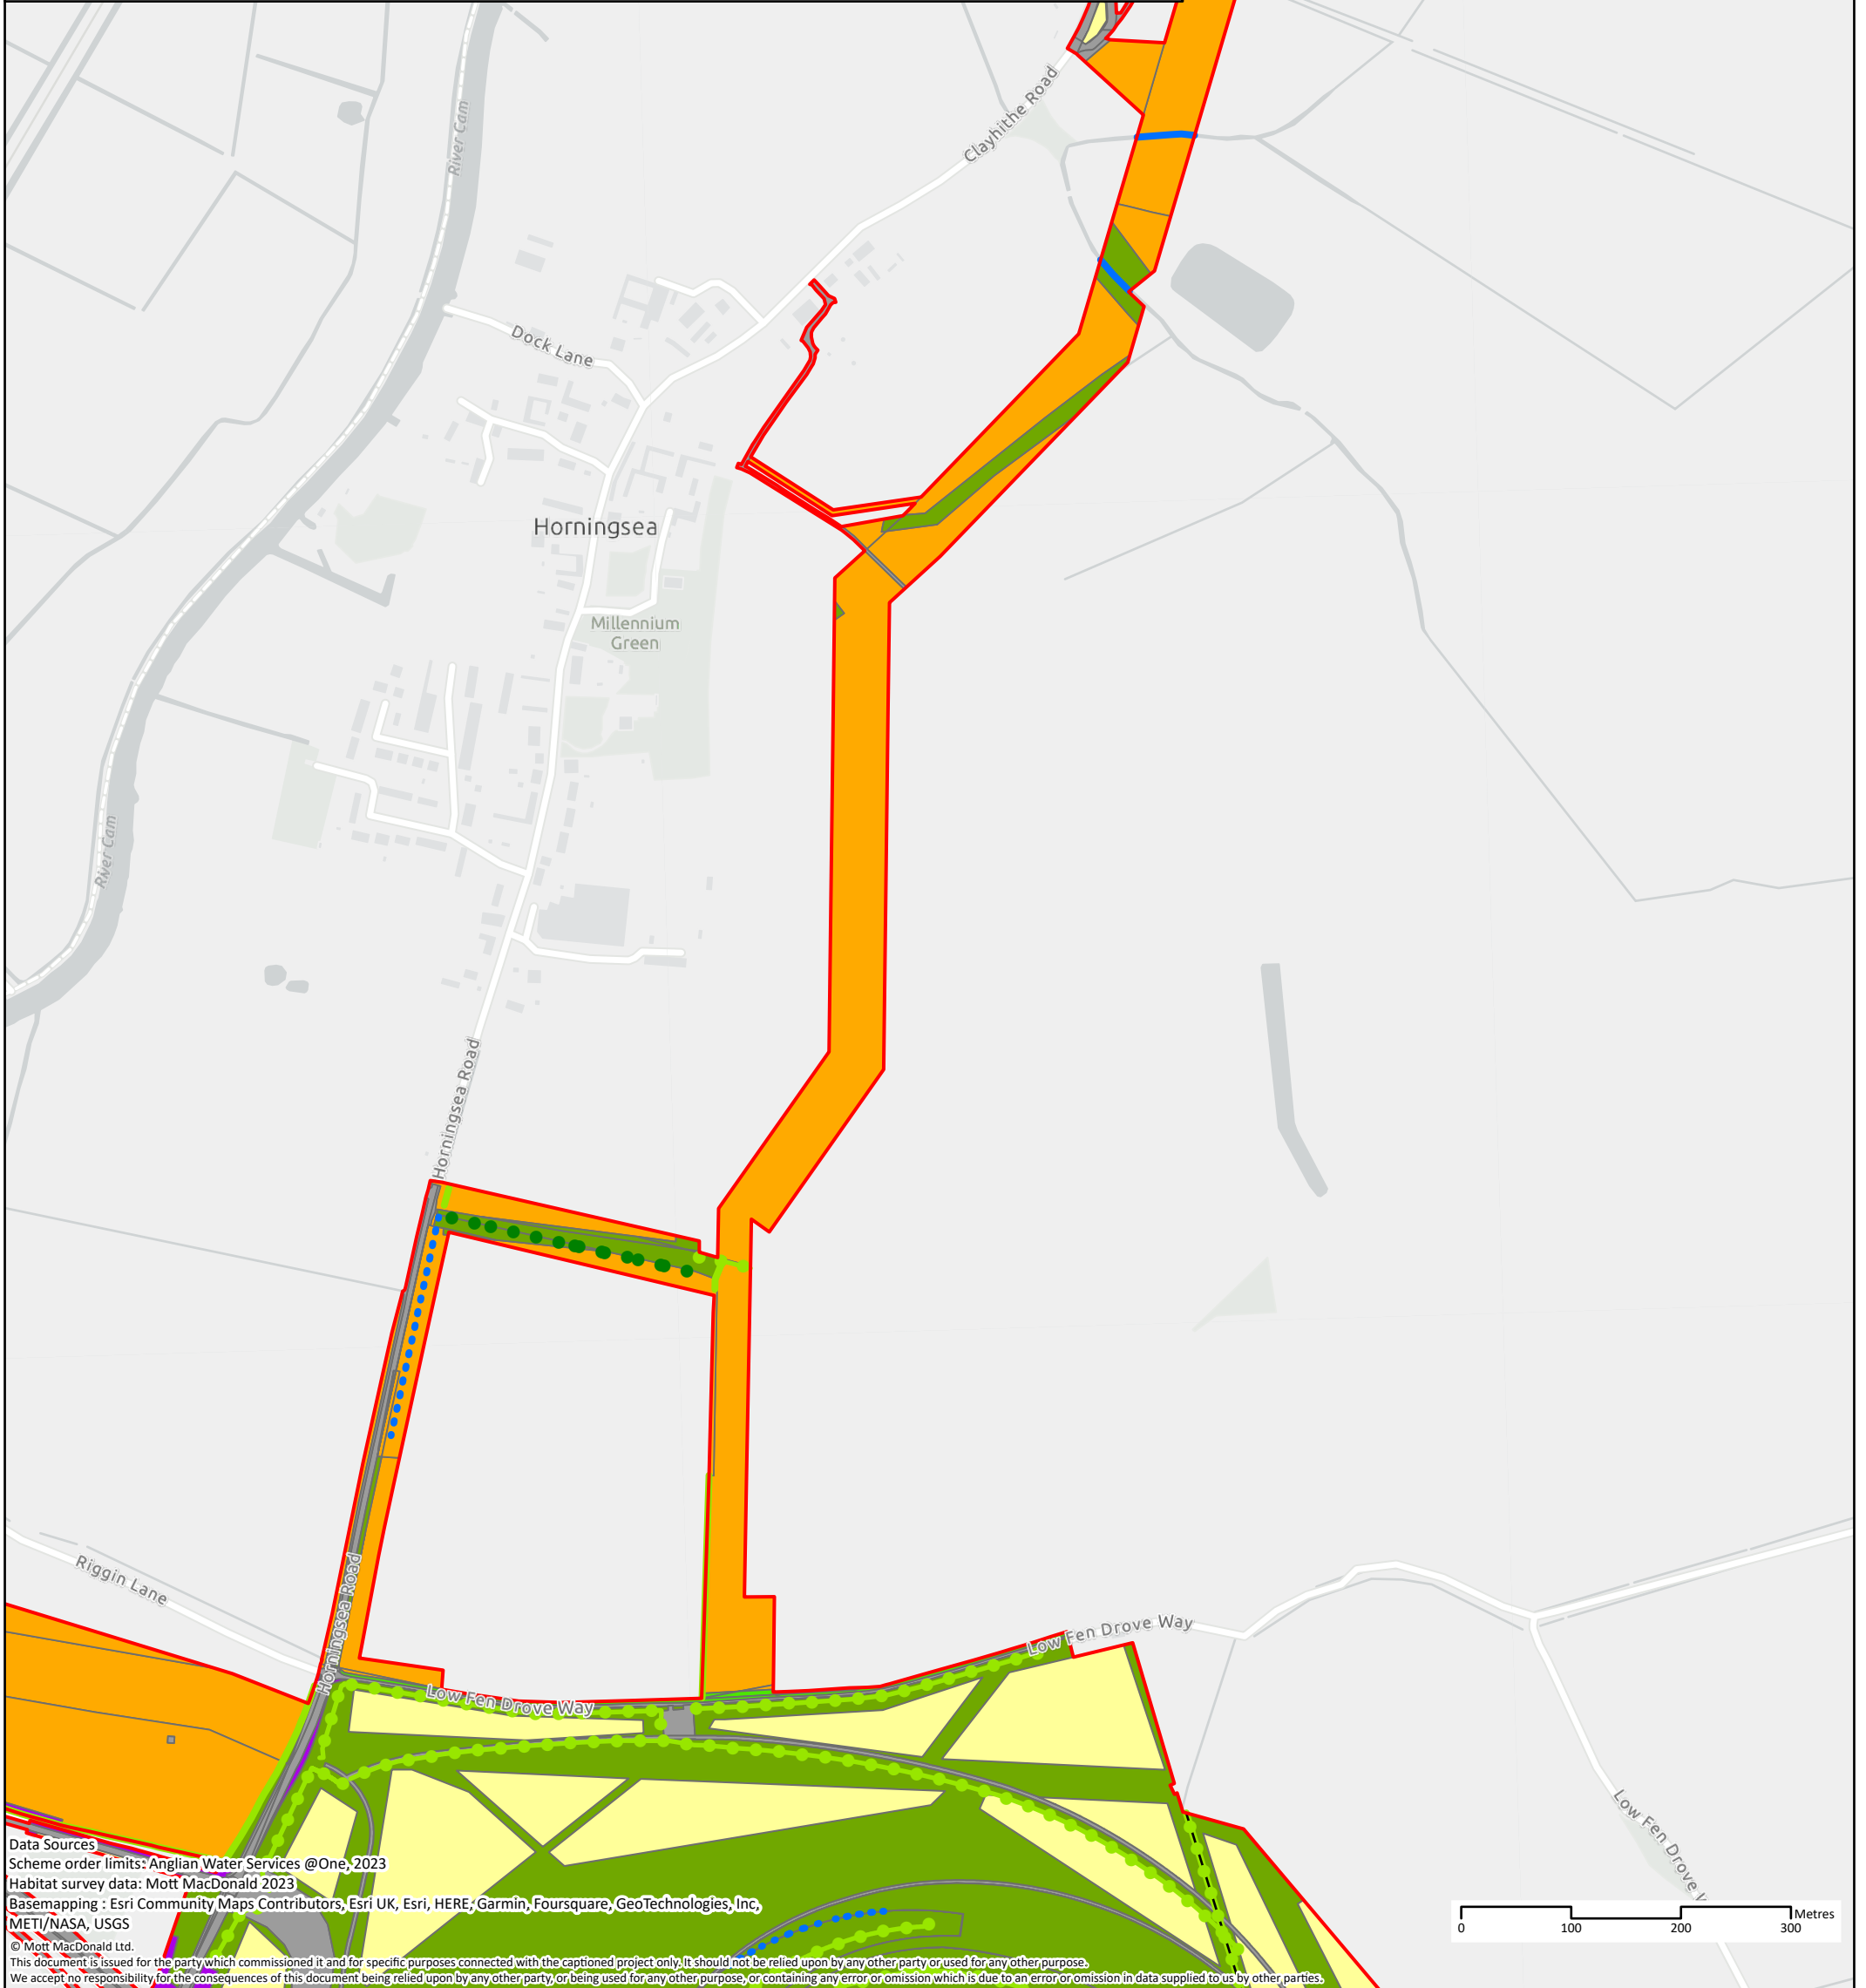 River Cam
Clayhithe Road
Dock Lane
Horningsea
Millennium
Green
River Cam
Horningsea Road
Riggin Lane
Horningsea Road
Low Fen Drove Way
Low Fen Drove Way
Low Fen Drove
Data Sources
Scheme order limits: Anglian Water Services @One, 2023
Habitat survey data: Mott MacDonald 2023
Basemapping : Esri Community Maps Contributors, Esri UK, Esri, HERE, Garmin, Foursquare, GeoTechnologies, Inc,
METI/NASA, USGS
© Mott MacDonald Ltd.
This document is issued for the party which commissioned it and for specific purposes connected with the captioned project only. It should not be relied upon by any other party or used for any other purpose.
We accept no responsibility for the consequences of this document being relied upon by any other party, or being used for any other purpose, or containing any error or omission which is due to an error or omission in data supplied to us by other parties.
Metres
0 100 200 300